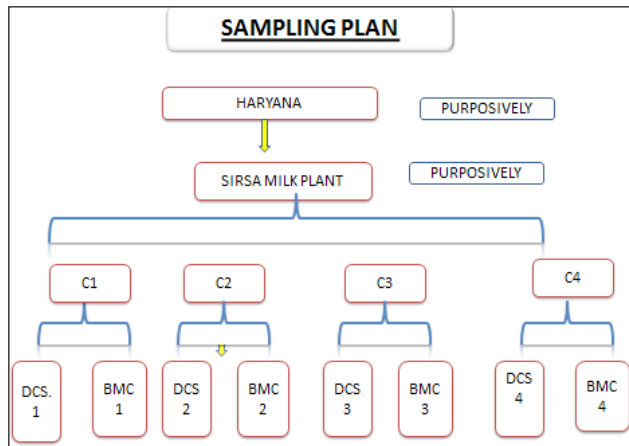 SAMPLING PLAN
HARYANA
PURPOSIVELY
SIRSA MILK PLANT
PURPOSIVELY
C1
C2
C3
C4
DCS.
1
BMC
1
DCS
2
BMC
2
DCS
3
BMC
3
DCS
4
BMC
4